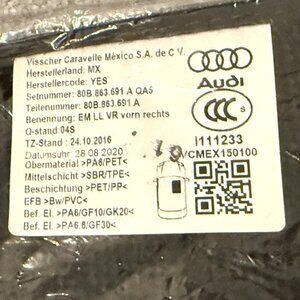 Visscher Caravelle México S.A. de C.V.
Herstellerland: MX
Herstellercode: YES
Setnummer: 80B.863.691 A QA5
Teilenummer: 80B.863.691 A
Benennung: EM LL VR vorn rechts
Q-stand: 04S
TZ-Stand : 24.10.2016
Datumsuhr 28 08 2020
Obermaterial >PA6/PET<
Mittelschicht >SBR/TPE<
Beschichtung >PET/PP<
EFB >Bw/PVC<
Bef. El. >PA6/GF10/GK20<
Bef. El. >PA6.6/GF30<
Audi
CCC S
I111233
VCMEX150100